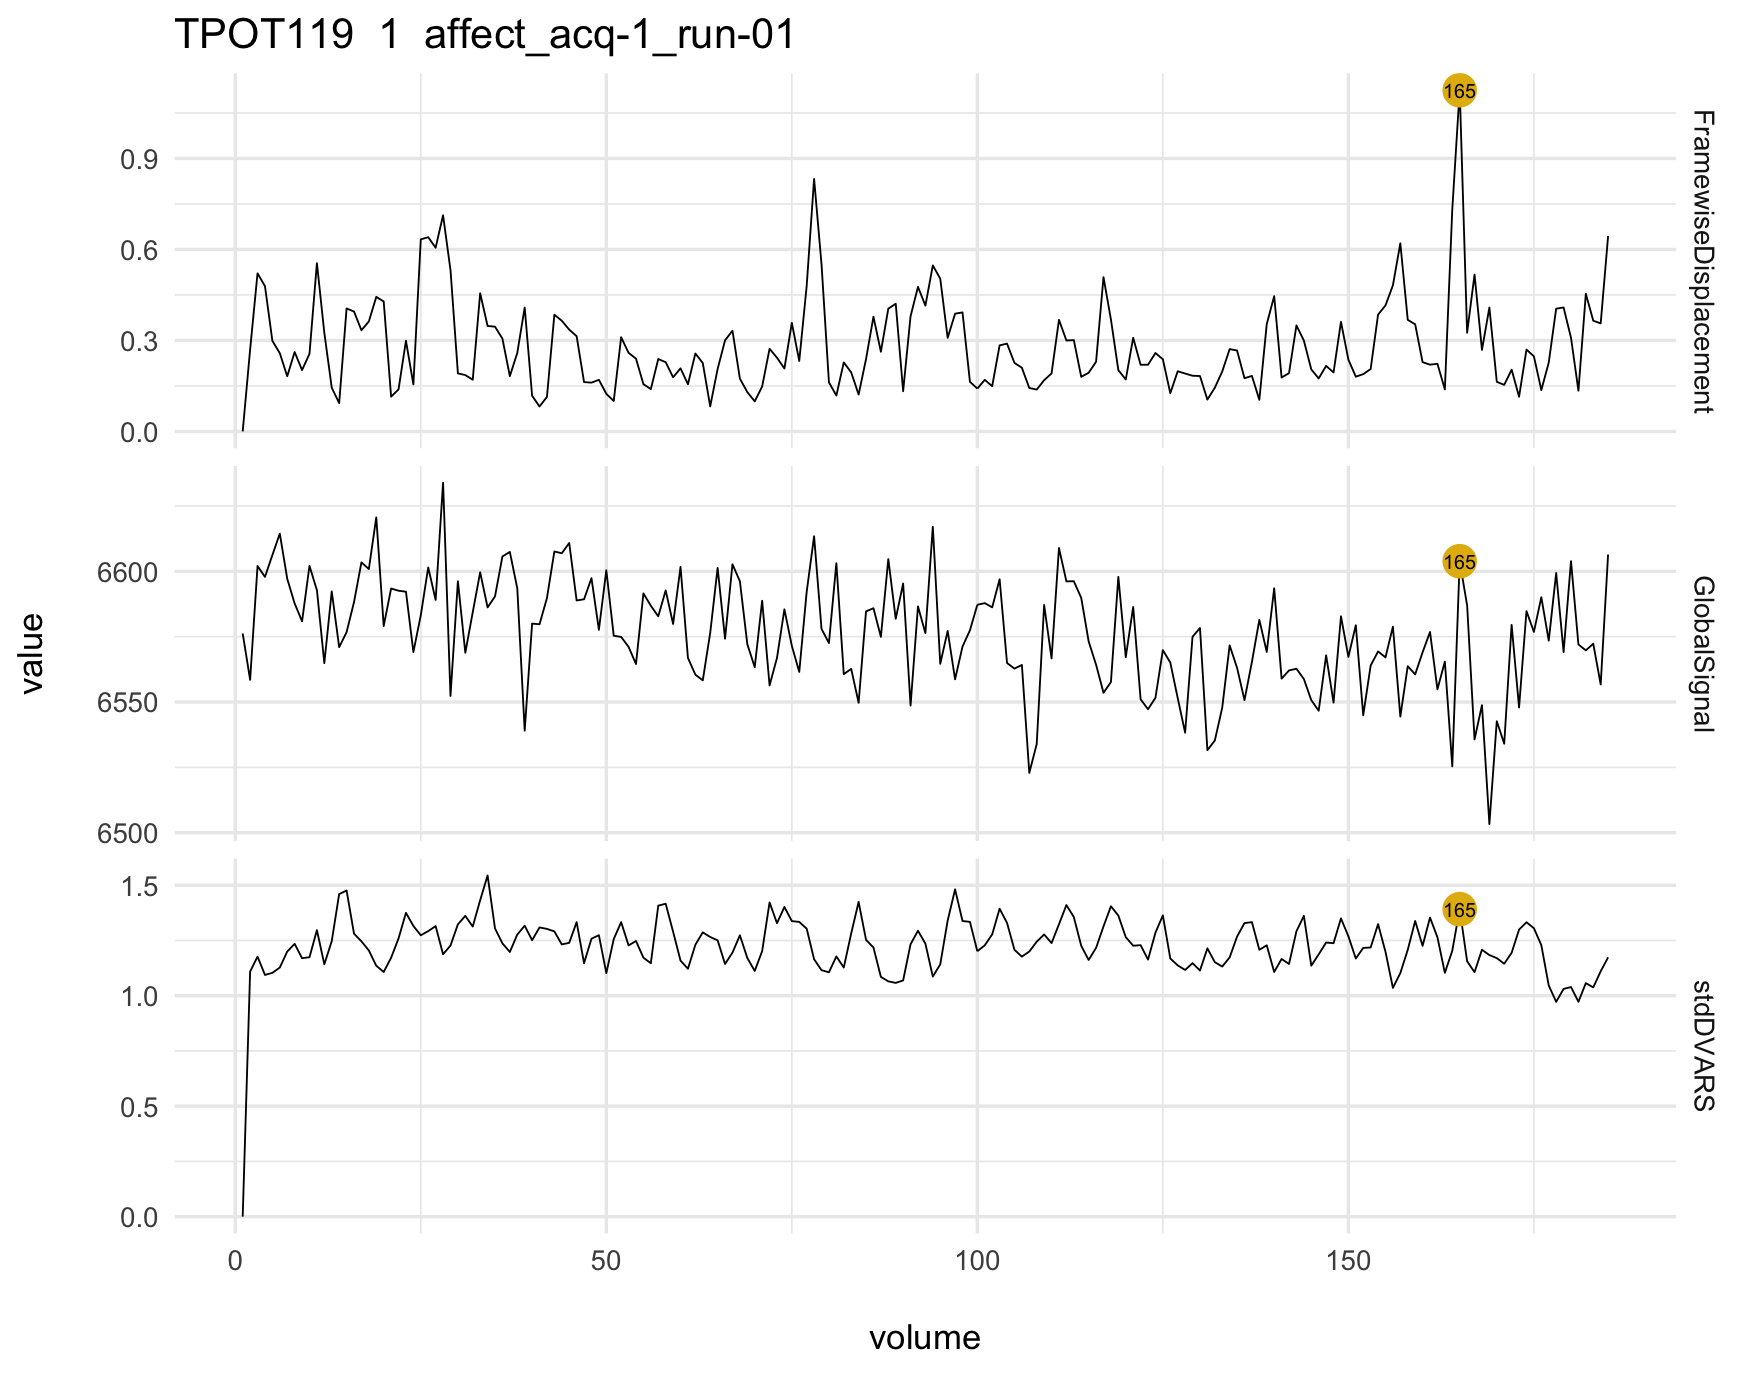 TPOT119 1 affect_acq-1_run-01
165
0.9
0.6
0.3
0.0
FramewiseDisplacement
165
6600
6550
6500
GlobalSignal
value
165
1.5
1.0
0.5
0.0
stdDVARS
0 50 100 150
volume